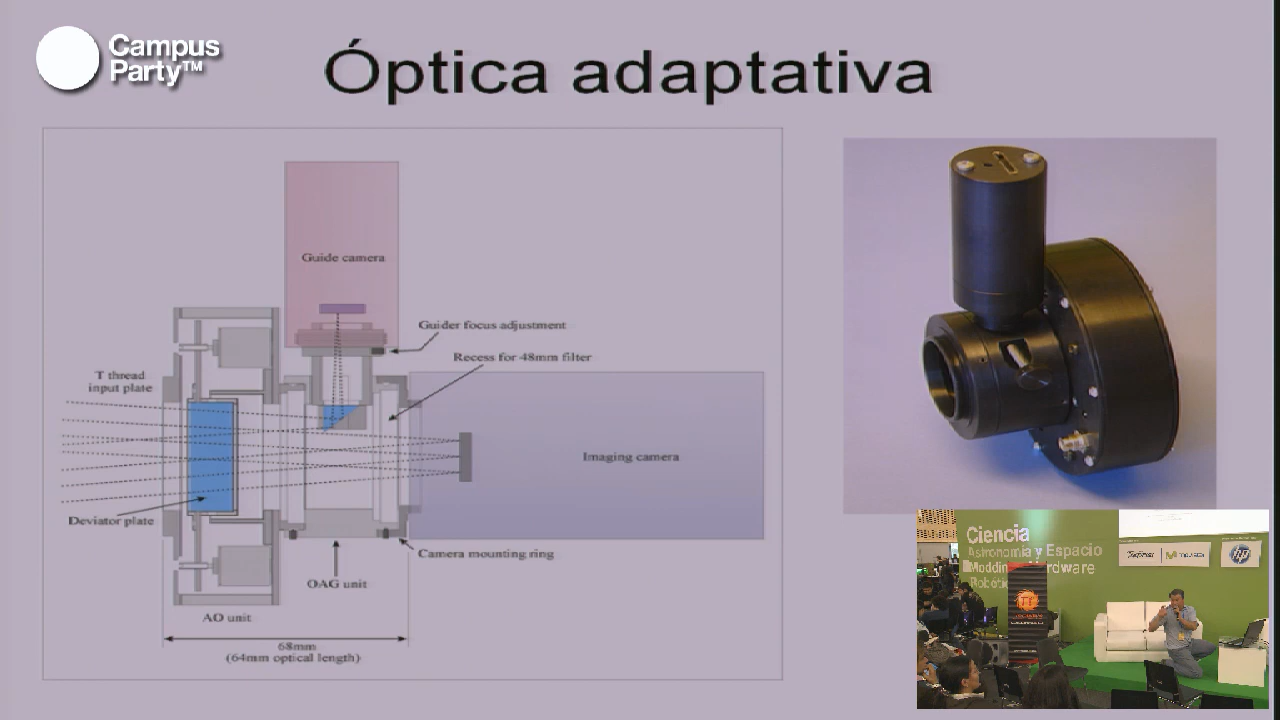 Campus
Party™
Óptica adaptativa
Guide camera
Guider focus adjustment
Recess for 48mm filter
T thread
input plate
Imaging camera
Deviator plate
Camera mounting ring
OAG unit
AO unit
68mm
(64mm optical length)
Ciencia
Astronomía y Espacio
Modding Hardware
hp